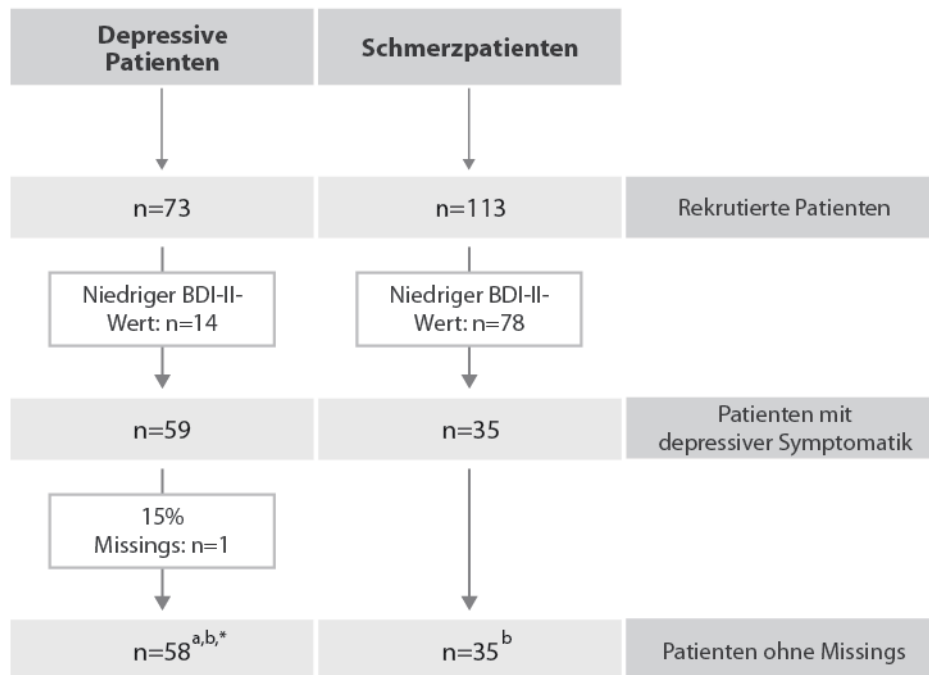 Depressive
Patienten
Schmerzpatienten
n=73
n=113
Rekrutierte Patienten
Niedriger BDI-II-
Wert: n=14
Niedriger BDI-II-
Wert: n=78
n=59
n=35
Patienten mit
depressiver Symptomatik
15%
Missings: n=1
n=58a,b,*
n=35b
Patienten ohne Missings